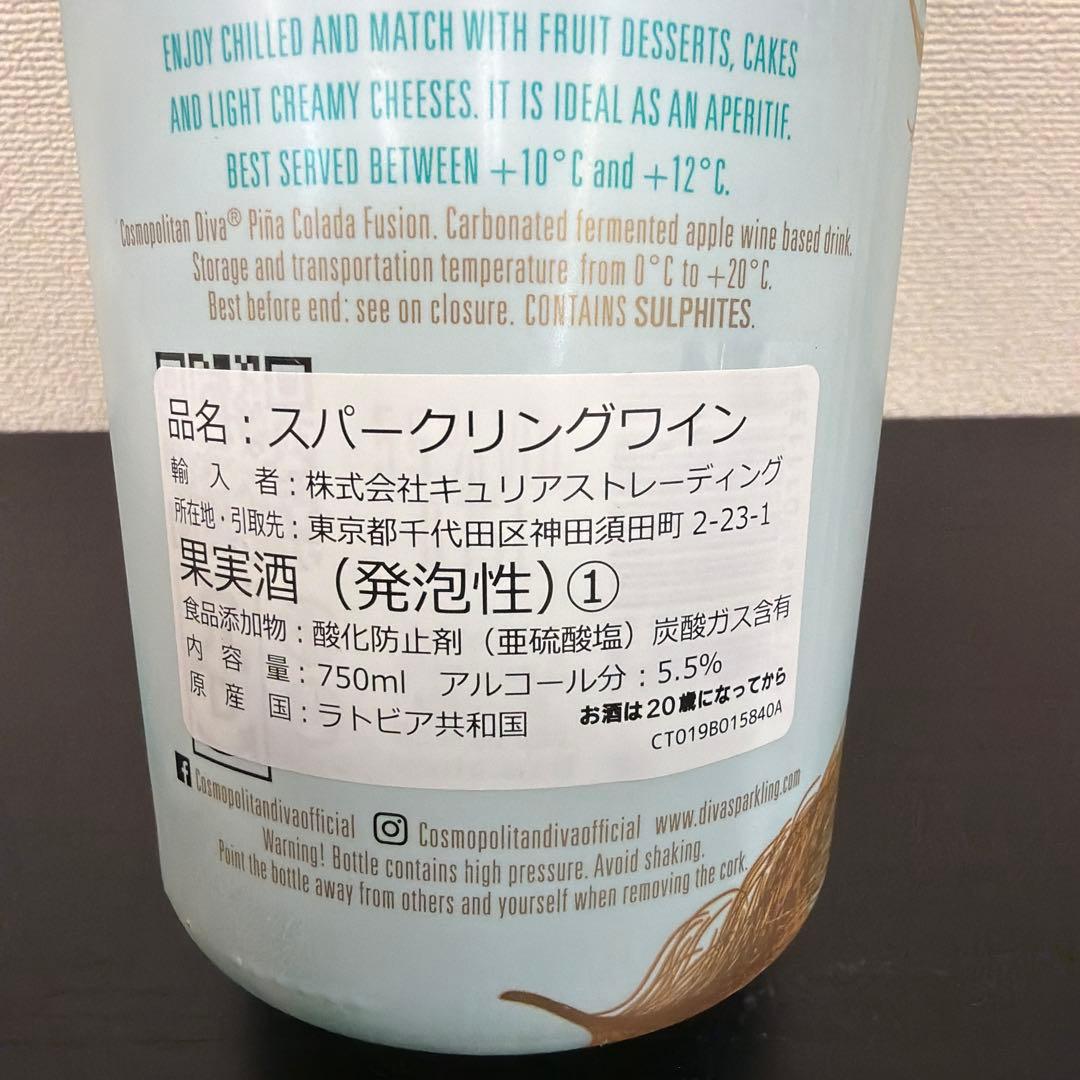 ENJOY CHILLED AND MATCH WITH FRUIT DESSERTS, CAKES
AND LIGHT CREAMY CHEESES. IT IS IDEAL AS AN APERITIF.
BEST SERVED BETWEEN +10°C and +12°C.
Cosmopolitan Diva® Piña Colada Fusion. Carbonated fermented apple wine based drink.
Storage and transportation temperature from 0°C to +20°C.
Best before end: see on closure. CONTAINS SULPHITES.
品名：スパークリングワイン
輸入者：株式会社キュリアストレーディング
所在地・引取先：東京都千代田区神田須田町 2-23-1
果実酒（発泡性）①
食品添加物：酸化防止剤（亜硫酸塩）炭酸ガス含有
内容量：750ml アルコール分：5.5%
原産国：ラトビア共和国 お酒は20歳になってから
CT019B015840A
Cosmopolitandivaofficial Cosmopolitandivaofficial www.divasparkling.com
Warning! Bottle contains high pressure. Avoid shaking.
Point the bottle away from others and yourself when removing the cork.